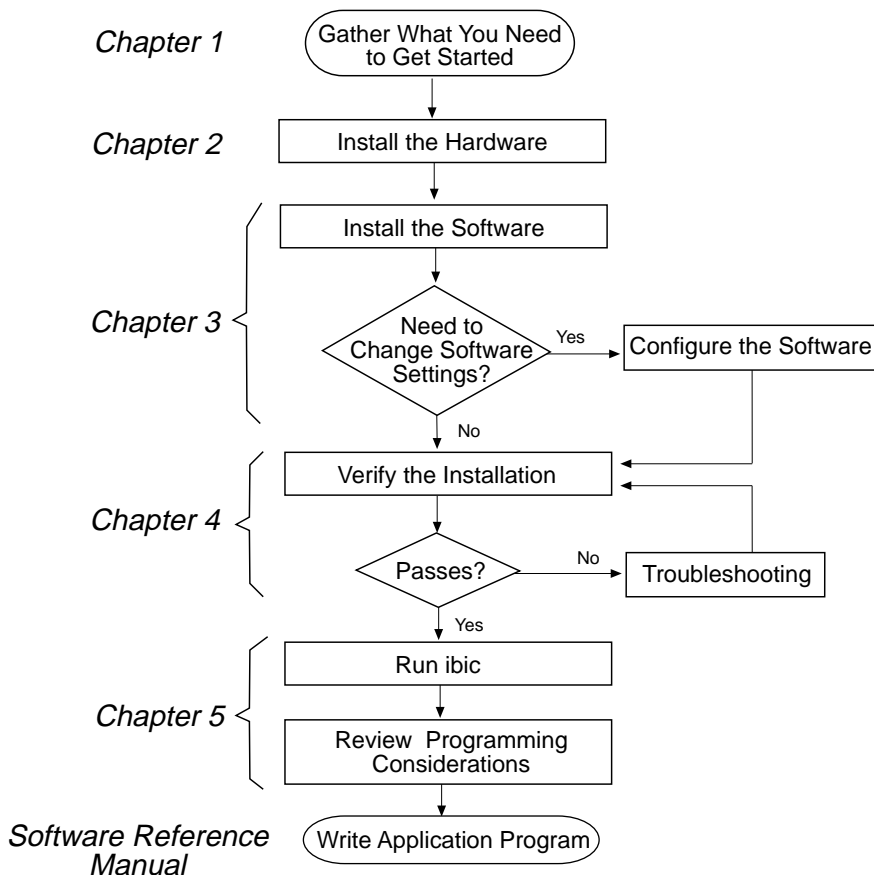 Chapter 1
Gather What You Need
to Get Started
Chapter 2
Install the Hardware
Install the Software
Chapter 3
Need to
Change Software
Settings?
Yes
Configure the Software
No
Verify the Installation
Chapter 4
Passes?
No
Troubleshooting
Yes
Run ibic
Chapter 5
Review Programming
Considerations
Software Reference
Manual
Write Application Program